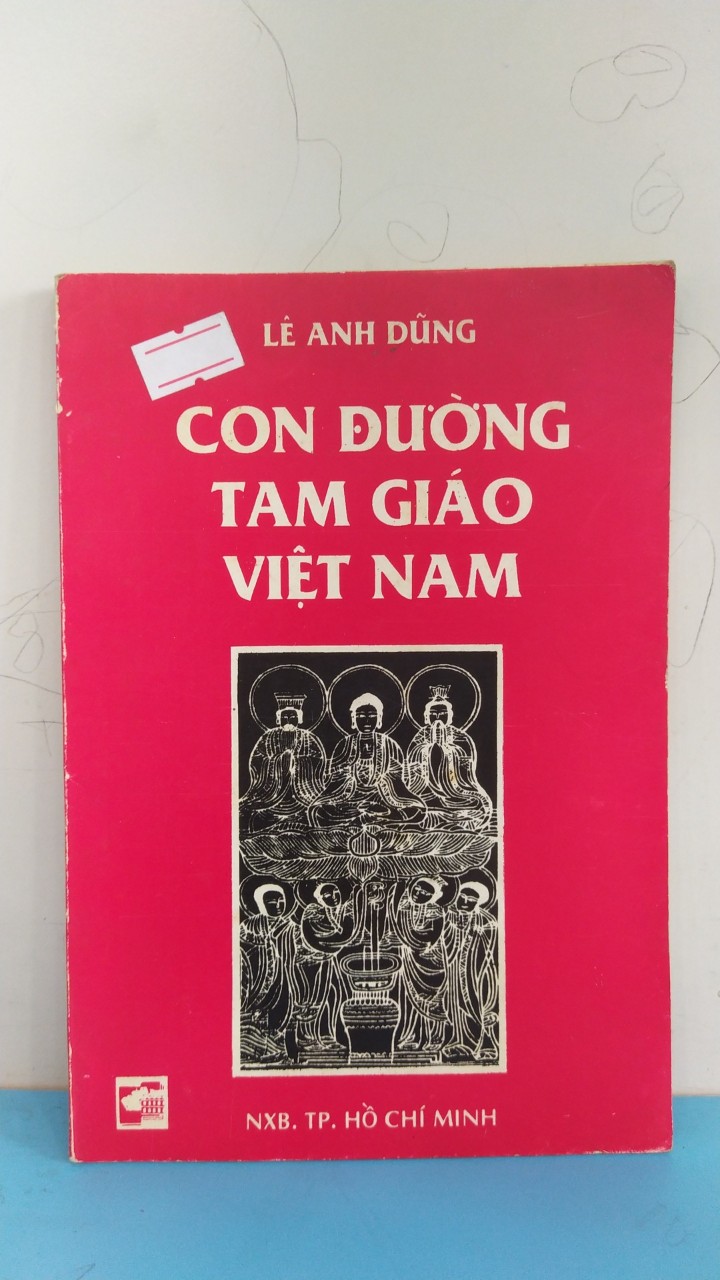 LÊ ANH DŨNG
CON ĐƯỜNG
TAM GIÁO
VIỆT NAM
NXB. TP. HỒ CHÍ MINH